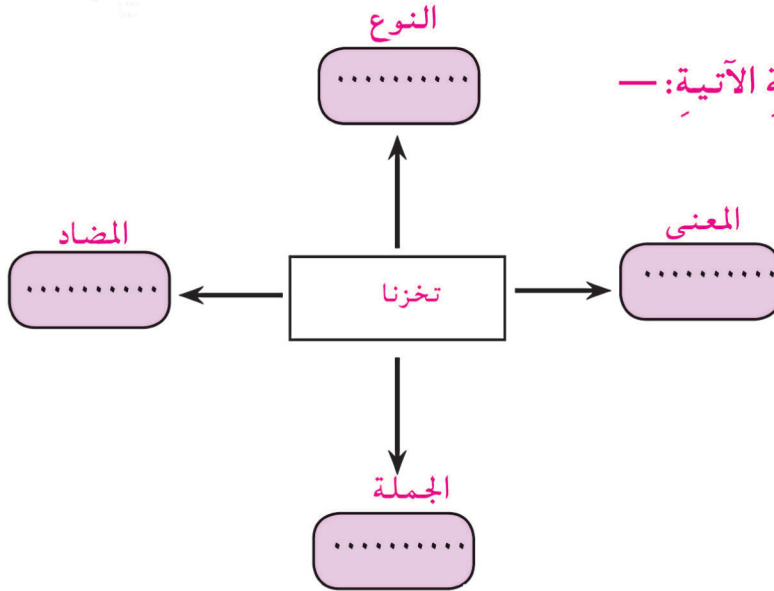 النوع
..........
ة الآتيةِ: —
المعنى
..........
المضاد
..........
تخزنا
الجملة
..........